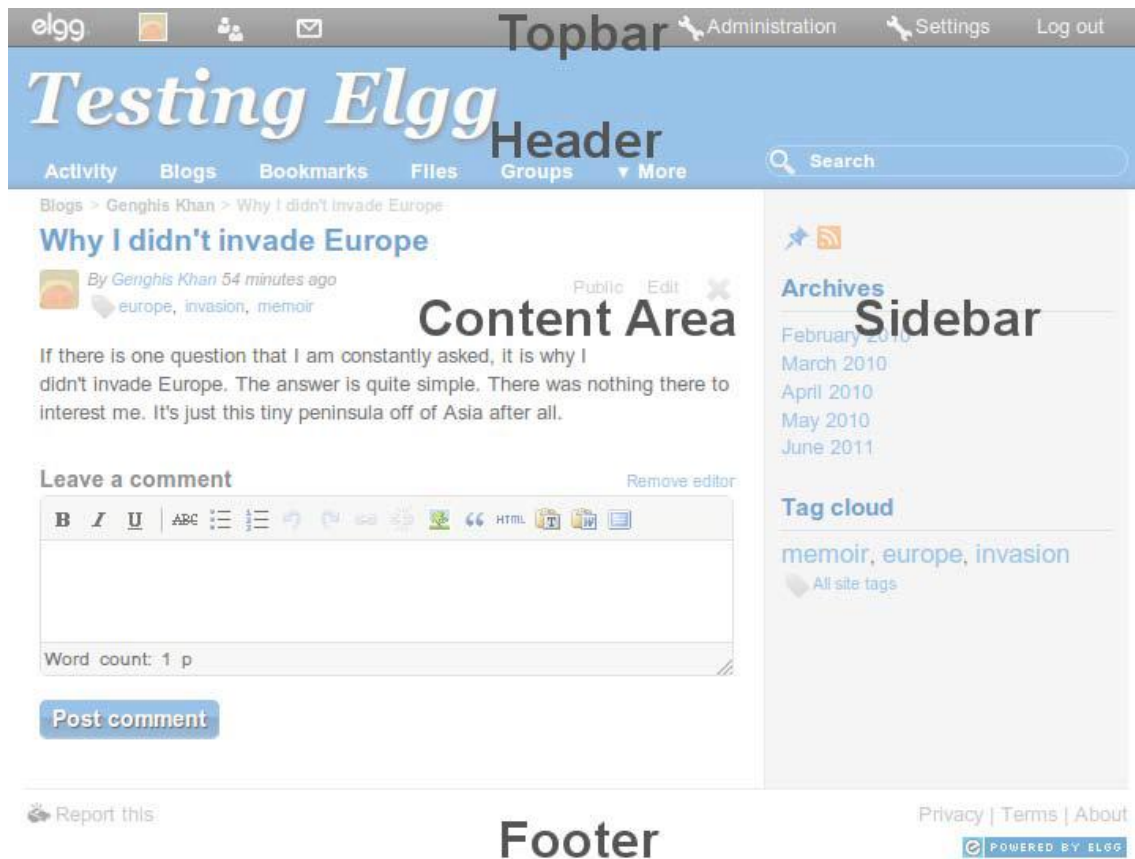 elgg Topbar Administration Settings Log out
Testing Elgg
Header
Activity Blogs Bookmarks Files Groups ▼ More Search
Blogs > Genghis Khan > Why I didn't invade Europe
Why I didn't invade Europe
By Genghis Khan 54 minutes ago
Public Edit
europe, invasion, memoir
Content Area
If there is one question that I am constantly asked, it is why I
didn't invade Europe. The answer is quite simple. There was nothing there to
interest me. It's just this tiny peninsula off of Asia after all.
Leave a comment Remove editor
B I U ABC HTML T W
Word count: 1 p
Post comment
Archives
Sidebar
February 2010
March 2010
April 2010
May 2010
June 2011
Tag cloud
memoir, europe, invasion
All site tags
Report this
Footer
Privacy | Terms | About
POWERED BY ELGG